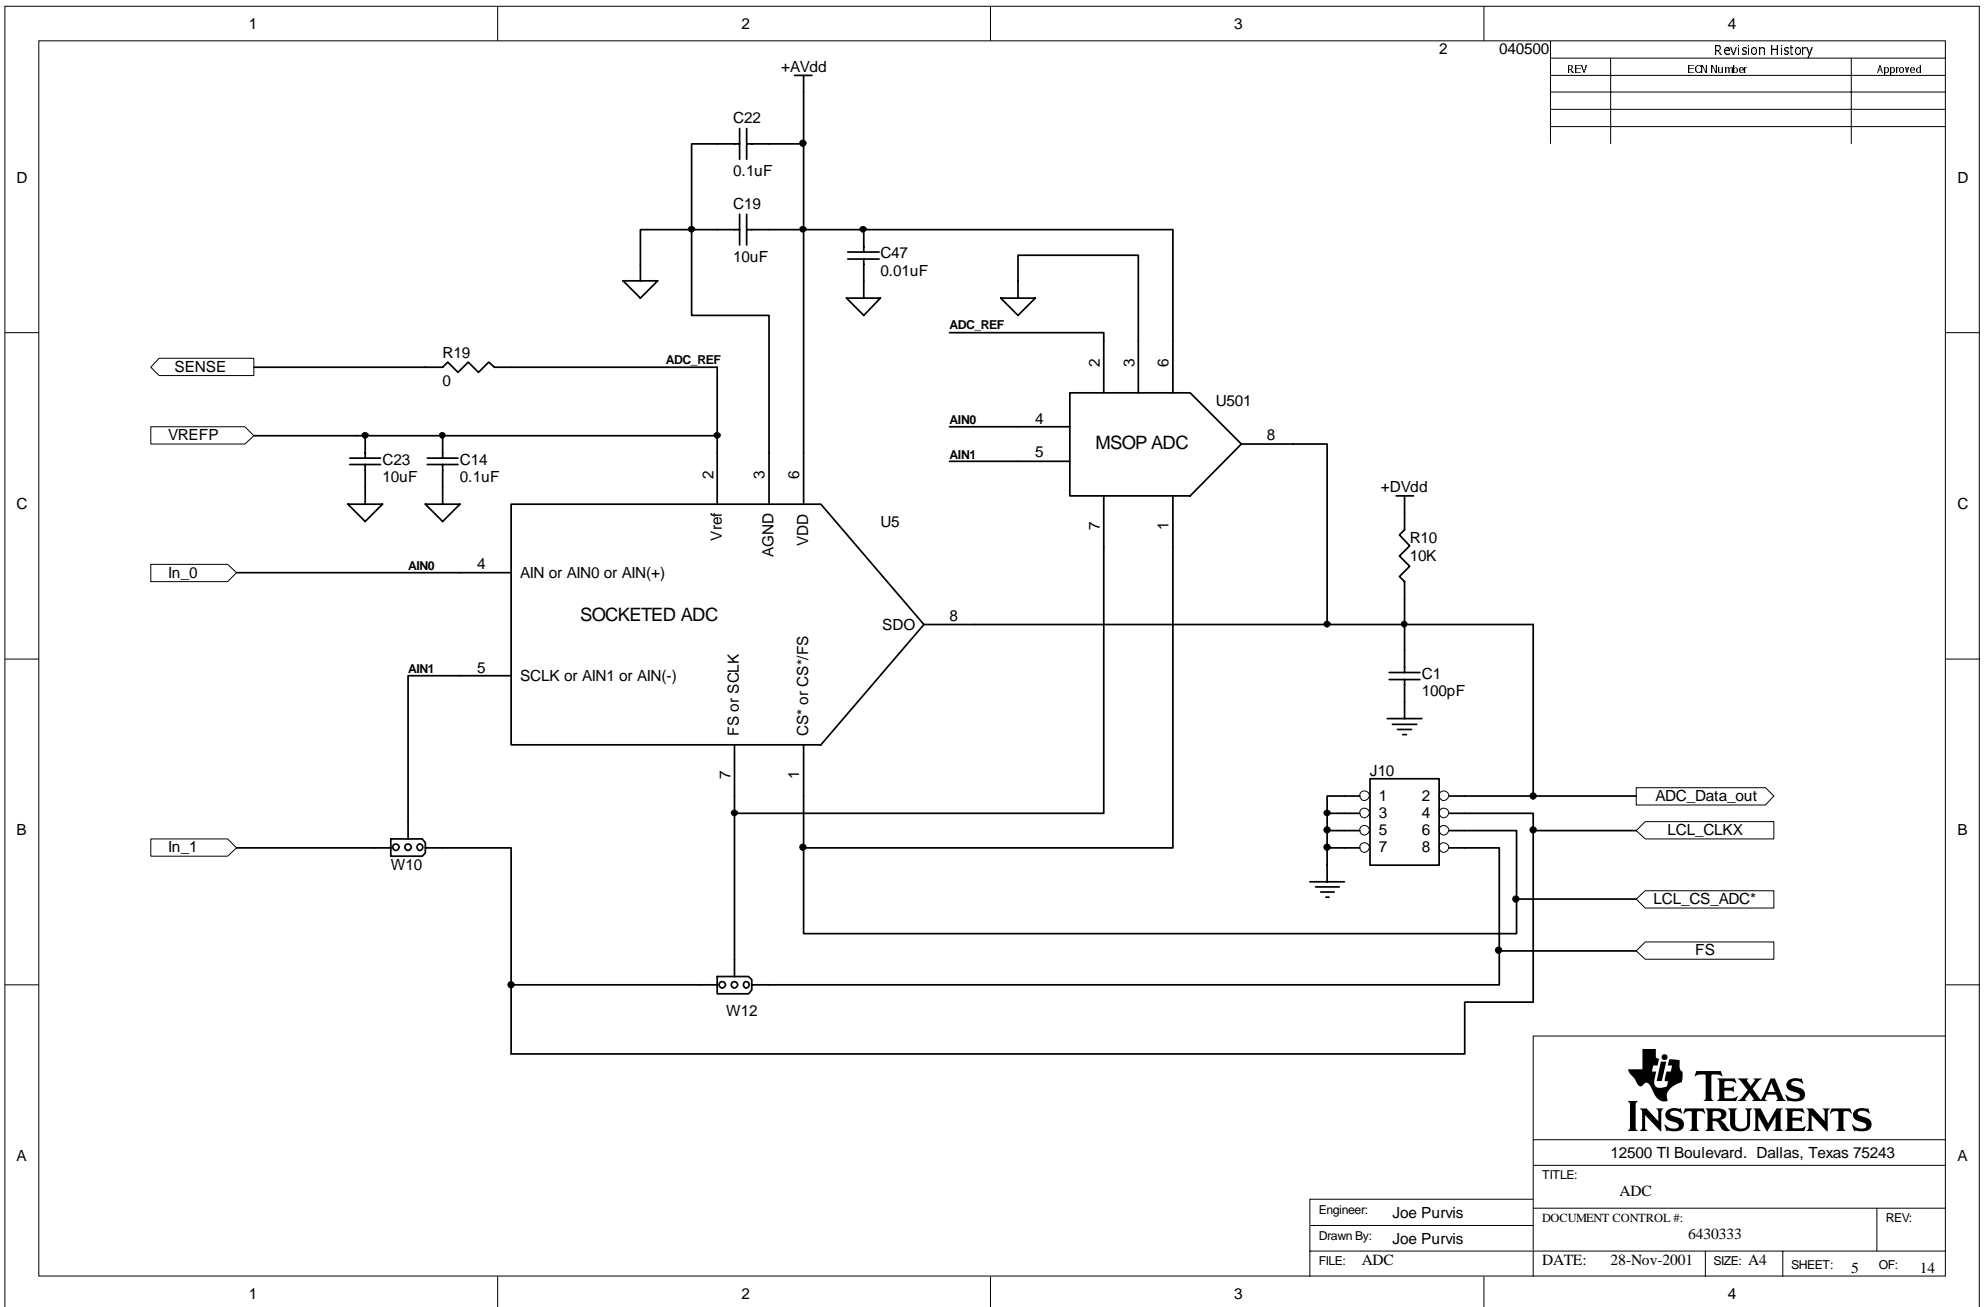 1 2 3 4
2 040500
Revision History
REV ECN Number Approved
+AVdd
C22
0.1uF
D D
C19
10uF
C47
0.01uF
ADC_REF
SENSE
R19
0
ADC_REF
2 3 6
U501
AIN0 4
MSOP ADC
8
AIN1 5
VREFP
C23
10uF
C14
0.1uF
2 3 6
7 1
+DVdd
C C
R10
10K
U5
Vref
AGND
VDD
In_0
AIN0 4
AIN or AIN0 or AIN(+)
SOCKETED ADC
SDO 8
AIN1 5
SCLK or AIN1 or AIN(-)
FS or SCLK
CS* or CS*/FS
C1
100pF
7 1
J10
1 2
3 4
5 6
7 8
ADC_Data_out
LCL_CLKX
B B
In_1
W10
LCL_CS_ADC*
FS
W12
TEXAS
INSTRUMENTS
12500 TI Boulevard. Dallas, Texas 75243
A A
TITLE:
ADC
Engineer: Joe Purvis
DOCUMENT CONTROL #:
6430333
REV:
Drawn By: Joe Purvis
FILE: ADC
DATE: 28-Nov-2001 SIZE: A4 SHEET: 5 OF: 14
1 2 3 4